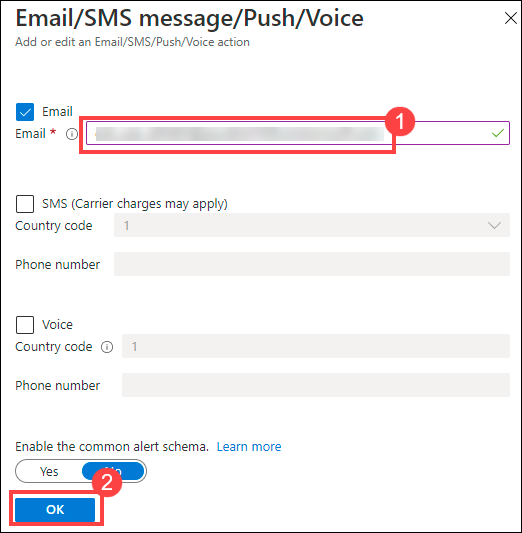 Email/SMS message/Push/Voice
Add or edit an Email/SMS/Push/Voice action
Email
Email *
1
SMS (Carrier charges may apply)
Country code 1
Phone number
Voice
Country code 1
Phone number
Enable the common alert schema. Learn more
Yes No
2
OK